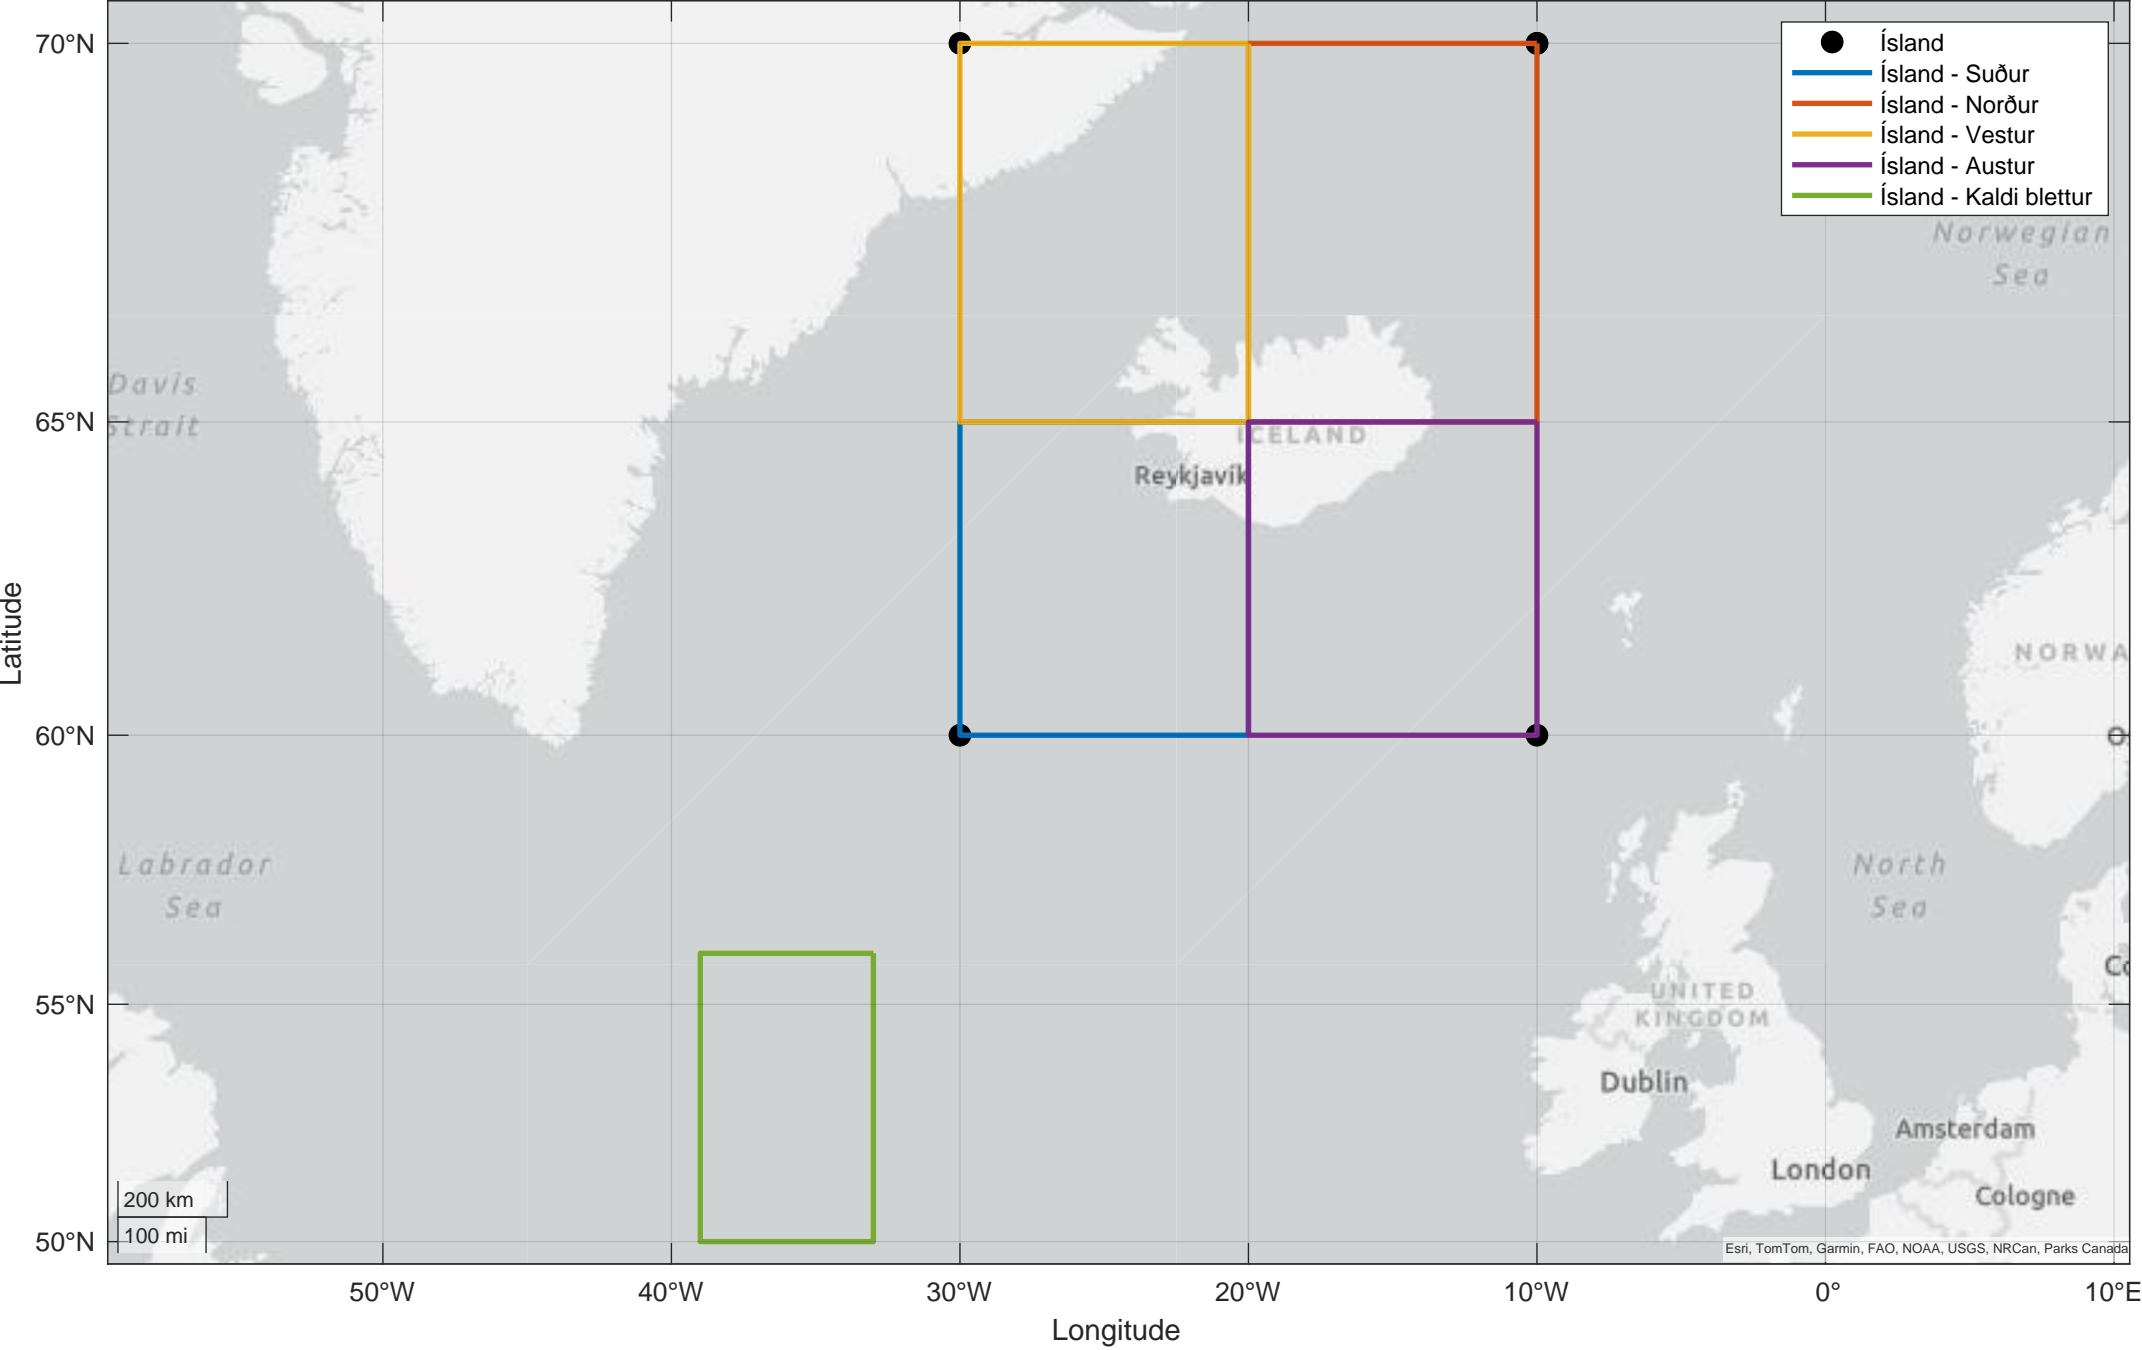 70°N
65°N
60°N
55°N
50°N
Latitude
50°W
40°W
30°W
20°W
10°W
0°
10°E
Longitude
Ísland
Ísland - Suður
Ísland - Norður
Ísland - Vestur
Ísland - Austur
Ísland - Kaldi blettur
Norwegian
Sea
Davis
Strait
ICELAND
Reykjavik
NORWA
O
Labrador
Sea
North
Sea
UNITED
KINGDOM
Co
Dublin
Amsterdam
London
Cologne
200 km
100 mi
Esri, TomTom, Garmin, FAO, NOAA, USGS, NRCan, Parks Canada